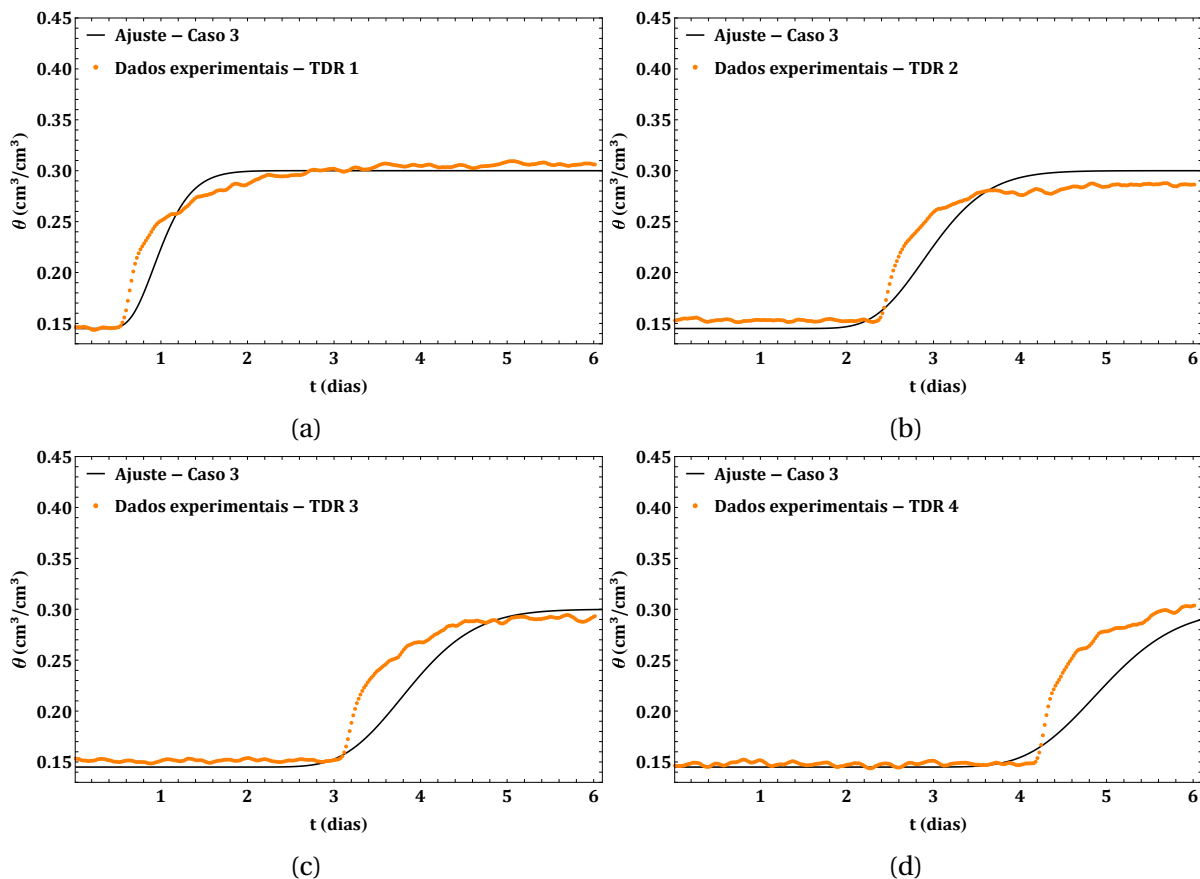 0.45
Ajuste – Caso 3
Dados experimentais – TDR 1
0.40
0.35
0.30
0.25
0.20
0.15
θ (cm³/cm³)
1 2 3 4 5 6
t (dias)
(a)
0.45
Ajuste – Caso 3
Dados experimentais – TDR 2
0.40
0.35
0.30
0.25
0.20
0.15
θ (cm³/cm³)
1 2 3 4 5 6
t (dias)
(b)
0.45
Ajuste – Caso 3
Dados experimentais – TDR 3
0.40
0.35
0.30
0.25
0.20
0.15
θ (cm³/cm³)
1 2 3 4 5 6
t (dias)
(c)
0.45
Ajuste – Caso 3
Dados experimentais – TDR 4
0.40
0.35
0.30
0.25
0.20
0.15
θ (cm³/cm³)
1 2 3 4 5 6
t (dias)
(d)